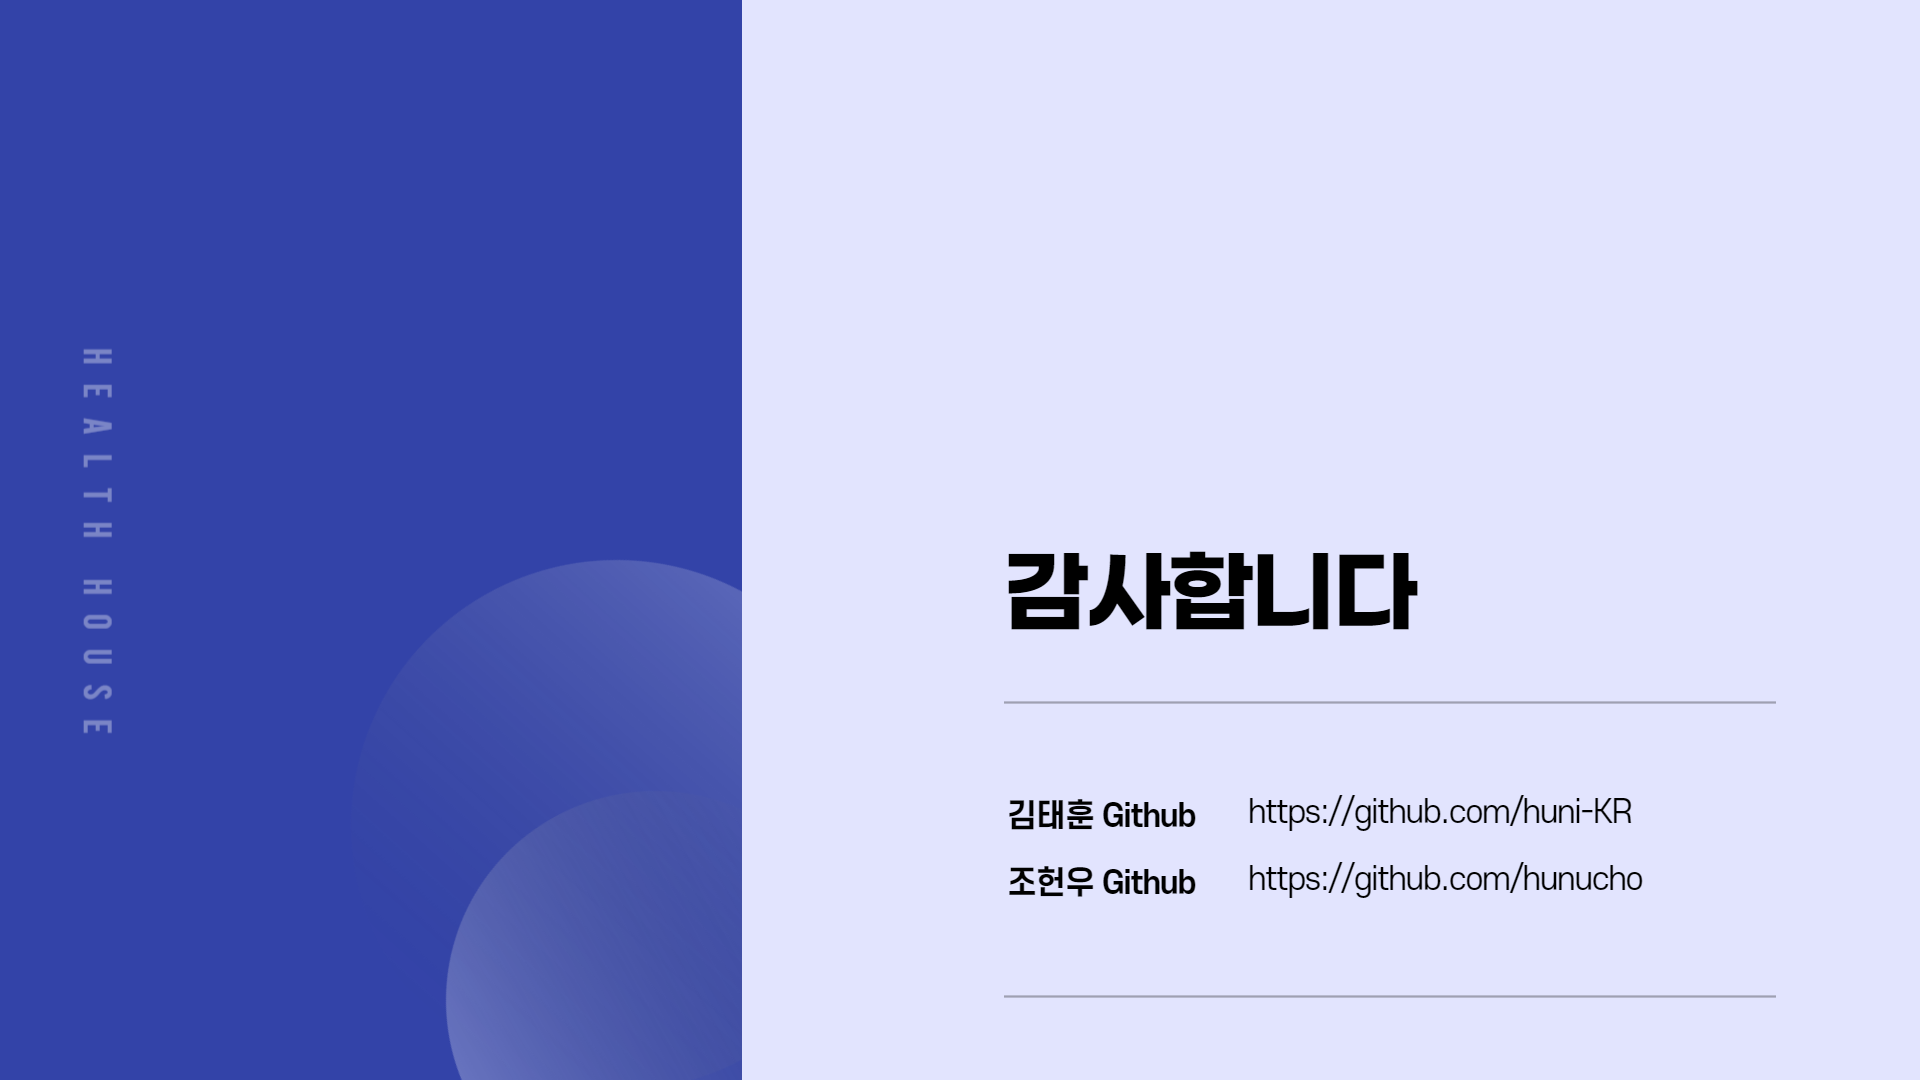 HEALTH HOUSE
감사합니다
김태훈 Github https://github.com/huni-KR
조헌우 Github https://github.com/hunucho